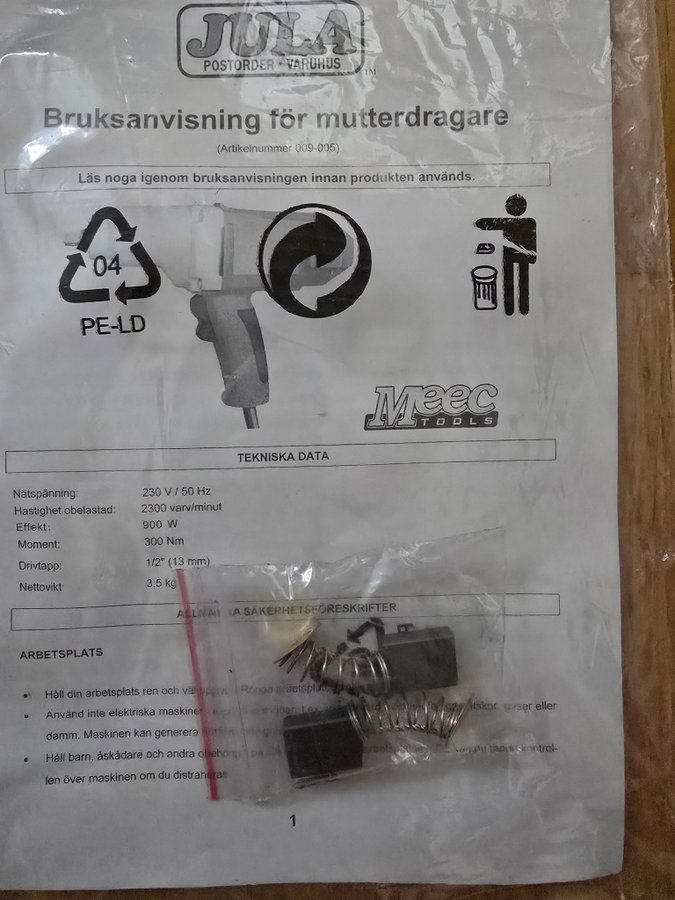 JULA
POSTORDER • VARUHUS
TM
Bruksanvisning för mutterdragare
(Artikelnummer 009-005)
Läs noga igenom bruksanvisningen innan produkten används.
04
PE-LD
Meec
TOOLS
TEKNISKA DATA
Nätspänning: 230 V / 50 Hz
Hastighet obelastad: 2300 varv/minut
Effekt: 900 W
Moment: 300 Nm
Drivtapp: 1/2" (13 mm)
Nettovikt: 3,5 kg
SÄKERHETSFÖRESKRIFTER
ARBETSPLATS
• Håll din arbetsplats ren och
• Använd inte elektriska eller
damm. Maskinen kan generera
• Håll barn, åskådare och andra
len över maskinen om du distraheras
1